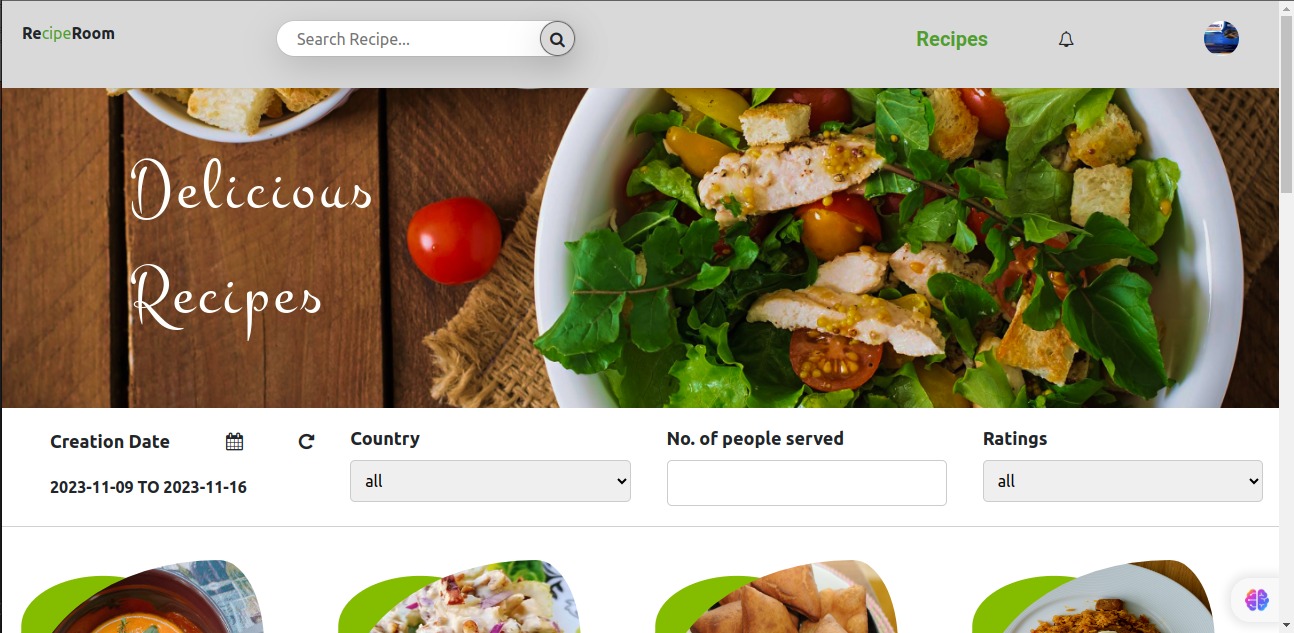 RecipeRoom
Search Recipe...
Recipes
Delicious
Recipes
Creation Date
Country
No. of people served
Ratings
all
all
2023-11-09 TO 2023-11-16